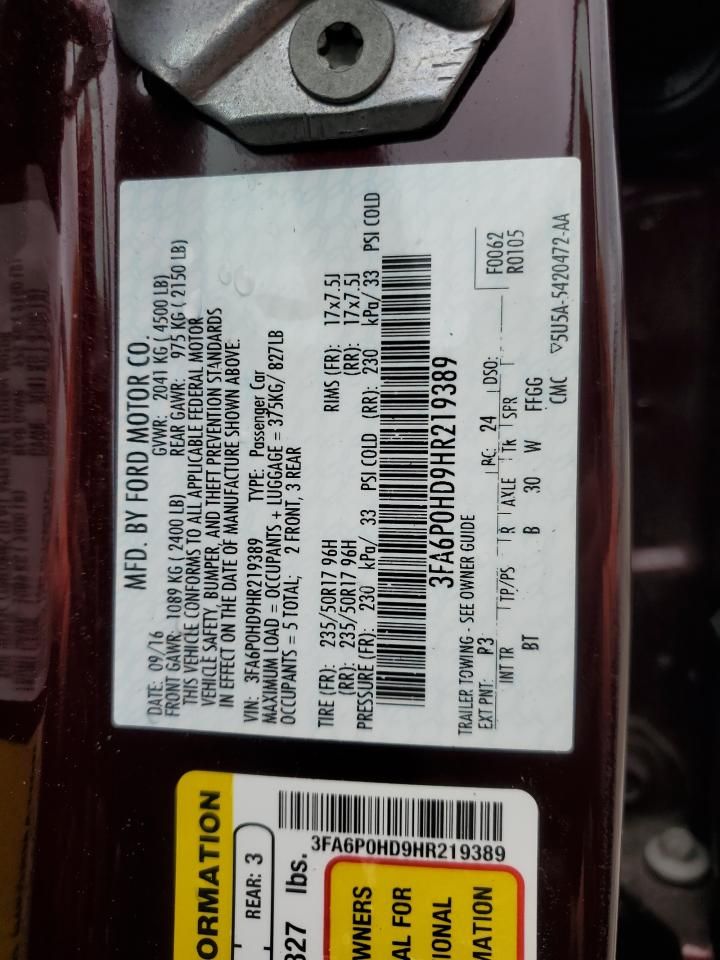 MFD. BY FORD MOTOR CO.
DATE: 09/16 GVWR: 2041 KG ( 4500 LB)
FRONT GAWR: 1089 KG ( 2400 LB) REAR GAWR: 975 KG ( 2150 LB)
THIS VEHICLE CONFORMS TO ALL APPLICABLE FEDERAL MOTOR
VEHICLE SAFETY, BUMPER, AND THEFT PREVENTION STANDARDS
IN EFFECT ON THE DATE OF MANUFACTURE SHOWN ABOVE.
VIN: 3FA6P0HD9HR219389 TYPE: Passenger Car
MAXIMUM LOAD = OCCUPANTS + LUGGAGE = 375KG/ 827LB
OCCUPANTS = 5 TOTAL; 2 FRONT, 3 REAR
TIRE (FR): 235/50R17 96H RIMS (FR): 17x7.5J
(RR): 235/50R17 96H (RR): 17x7.5J
PRESSURE (FR): 230 kPa/ 33 PSI COLD (RR): 230 kPa/ 33 PSI COLD
3FA6P0HD9HR219389
TRAILER TOWING - SEE OWNER GUIDE F0062
EXT PNT: P3 RC: 24 DSO: R0105
INT TR TP/PS R AXLE Tk SPR
BT B 30 W FFGG
CMC ▽5U5A-5420472-AA
ORMATION
REAR: 3
327 lbs.
3FA6P0HD9HR219389
WNERS
AL FOR
IONAL
MATION